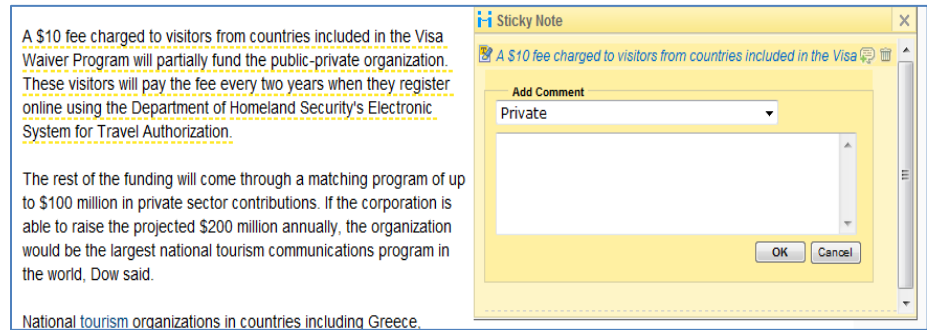 A $10 fee charged to visitors from countries included in the Visa
Waiver Program will partially fund the public-private organization.
These visitors will pay the fee every two years when they register
online using the Department of Homeland Security's Electronic
System for Travel Authorization.
The rest of the funding will come through a matching program of up
to $100 million in private sector contributions. If the corporation is
able to raise the projected $200 million annually, the organization
would be the largest national tourism communications program in
the world, Dow said.
National tourism organizations in countries including Greece,
Sticky Note
A $10 fee charged to visitors from countries included in the Visa
Add Comment
Private
OK Cancel